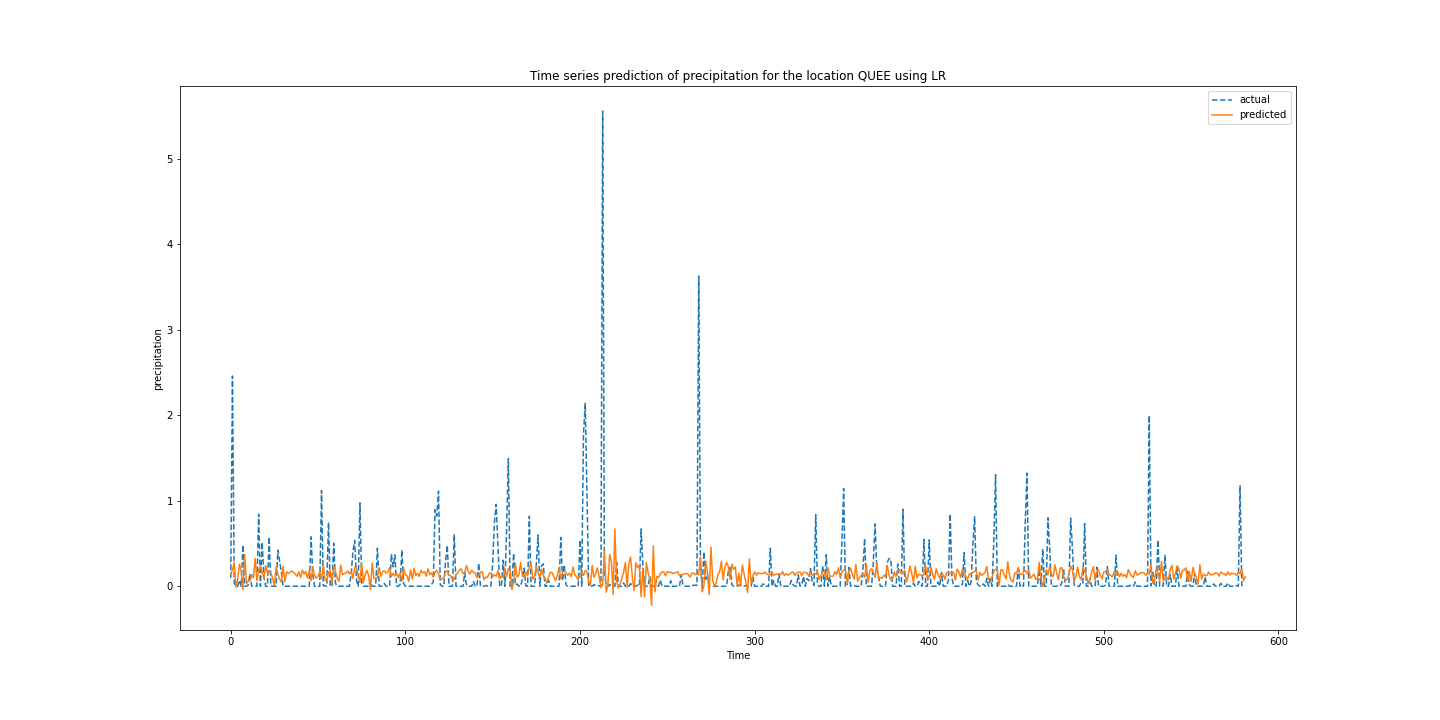 Time series prediction of precipitation for the location QUEE using LR
actual
predicted
5
4
3
2
1
0
precipitation
0 100 200 300 400 500 600
Time